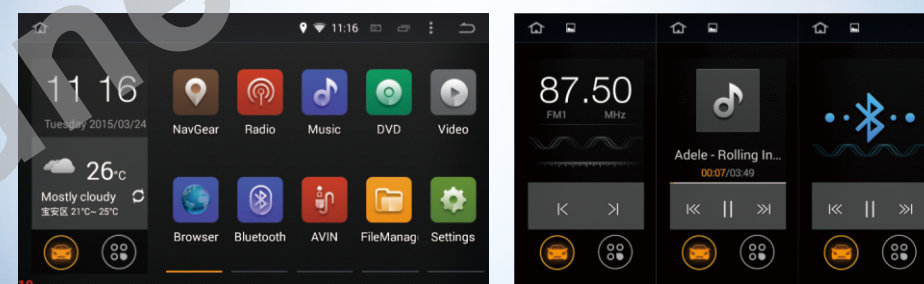 11:16
11 16
Tuesday 2015/03/24
26°C
Mostly cloudy
宝安区 21°C~ 25°C
NavGear
Radio
Music
DVD
Video
Browser
Bluetooth
AVIN
FileManag
Settings
87.50
FM1 MHz
Adele - Rolling In...
00:07/03:49